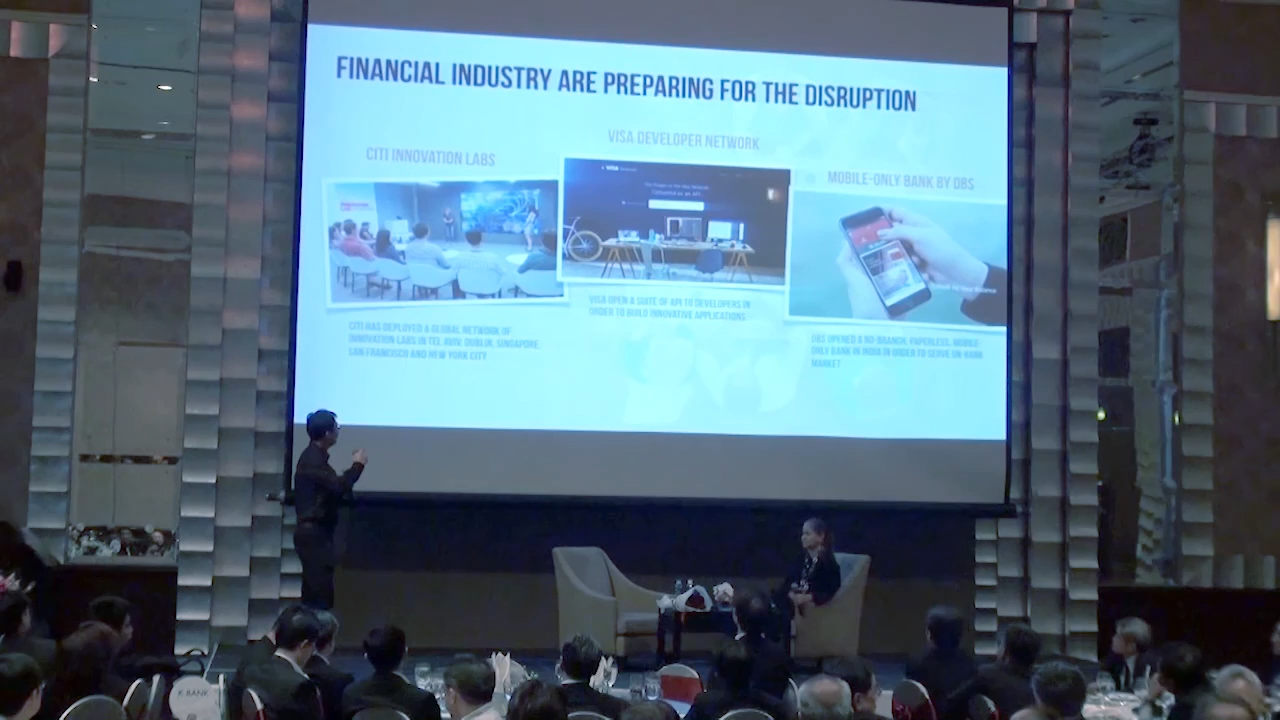 FINANCIAL INDUSTRY ARE PREPARING FOR THE DISRUPTION
CITI INNOVATION LABS
VISA DEVELOPER NETWORK
MOBILE-ONLY BANK BY DBS
CITI HAS DEPLOYED A GLOBAL NETWORK OF
INNOVATION LABS IN TEL AVIV, DUBLIN, SINGAPORE,
SAN FRANCISCO AND NEW YORK CITY
VISA OPEN A SUITE OF API TO DEVELOPERS IN
ORDER TO BUILD INNOVATIVE APPLICATIONS
DBS OPENED A NO-BRANCH, PAPERLESS, MOBILE-
ONLY BANK IN INDIA IN ORDER TO SERVE UN-BANK
MARKET
K BANK